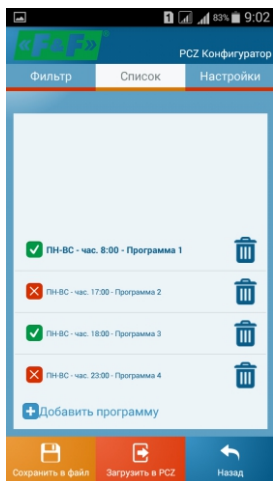 1 83% 9:02
F&F
PCZ Конфигуратор
Фильтр Список Настройки
ПН-ВС - час. 8:00 - Программа 1
ПН-ВС - час. 17:00 - Программа 2
ПН-ВС - час. 18:00 - Программа 3
ПН-ВС - час. 23:00 - Программа 4
Добавить программу
Сохранить в файл Загрузить в PCZ Назад